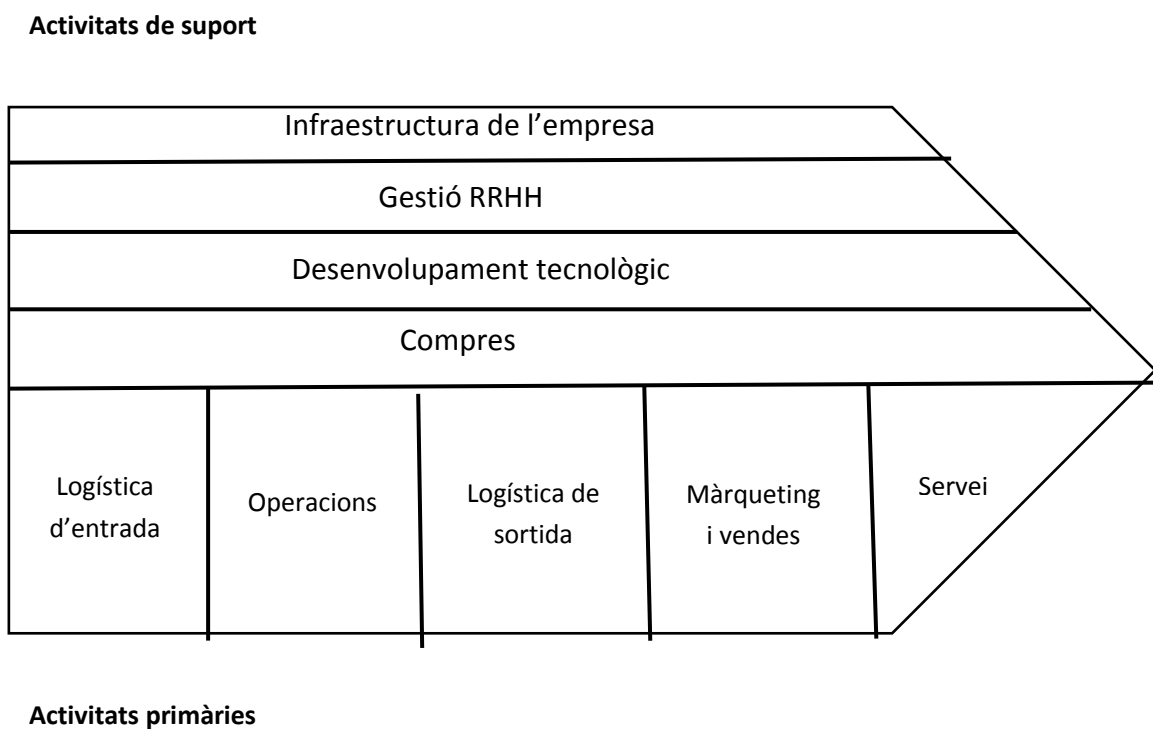 Activitats de suport
Infraestructura de l’empresa
Gestió RRHH
Desenvolupament tecnològic
Compres
Logística
d’entrada
Operacions
Logística de
sortida
Màrqueting
i vendes
Servei
Activitats primàries